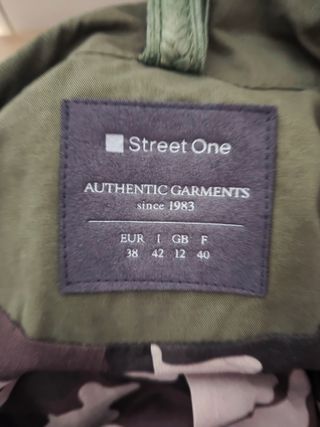 Street One
AUTHENTIC GARMENTS
since 1983
EUR I GB F
38 42 12 40